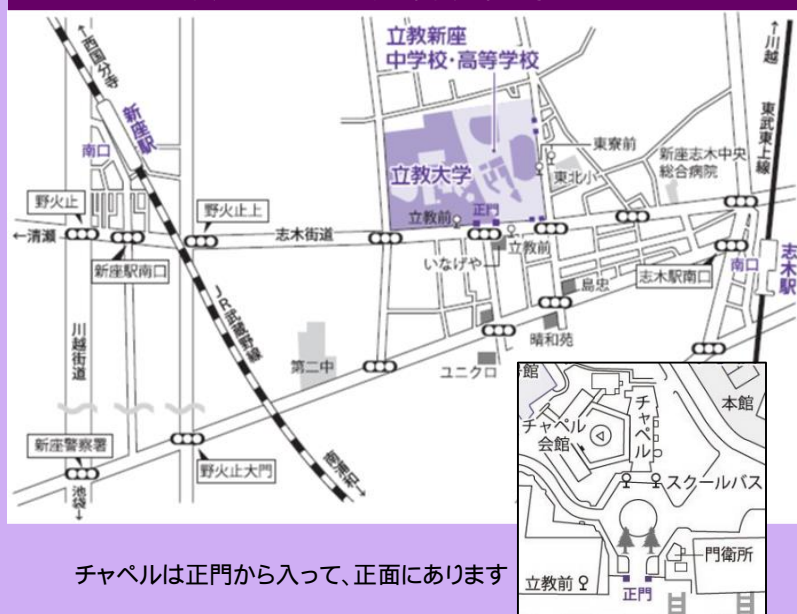 ←西国分寺
新座駅
南口
立教新座
中学校・高等学校
立教大学
正門
立教前
立教前
東寮前
東北小
新座志木中央
総合病院
↑川越
東武東上線
野火止
野火止上
←清瀬
新座駅南口
志木街道
いなげや
島忠
志木駅南口
南口
志木駅
JR武蔵野線
川越街道
第二中
ユニクロ
晴和苑
新座警察署
野火止大門
南浦和→
池袋→
館
チャペル
会館
チャペル
本館
スクールバス
門衛所
立教前
正門
チャペルは正門から入って、正面にあります